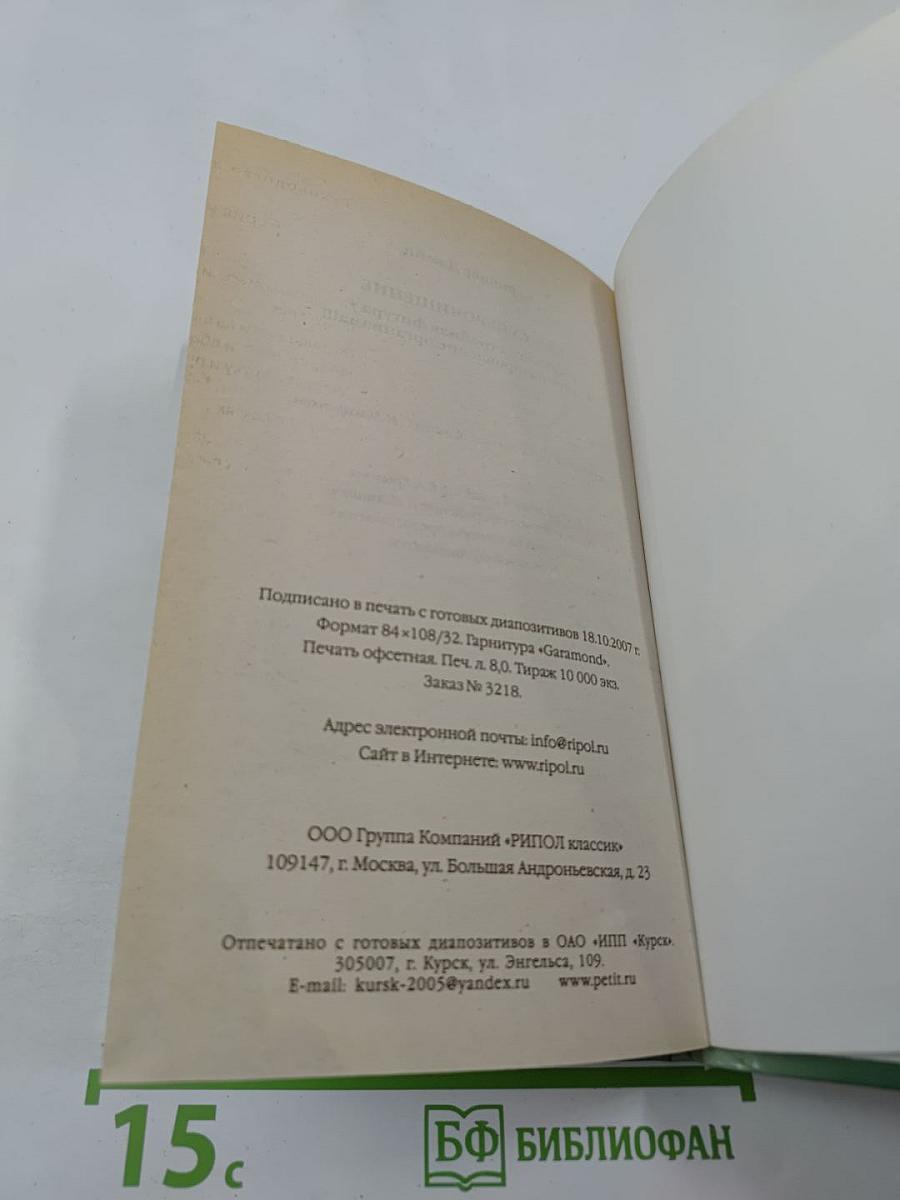 Подписано в печать с готовых диапозитивов 18.10.2007 г.
Формат 84×108/32. Гарнитура «Garamond».
Печать офсетная. Печ. л. 8,0. Тираж 10 000 экз.
Заказ № 3218.
Адрес электронной почты: info@ripol.ru
Сайт в Интернете: www.ripol.ru
ООО Группа Компаний «РИПОЛ классик»
109147, г. Москва, ул. Большая Андроньевская, д. 23
Отпечатано с готовых диапозитивов в ОАО «ИПП «Курск».
305007, г. Курск, ул. Энгельса, 109.
E-mail: kursk-2005@yandex.ru www.petit.ru
15 с
БФ БИБЛИОФАН